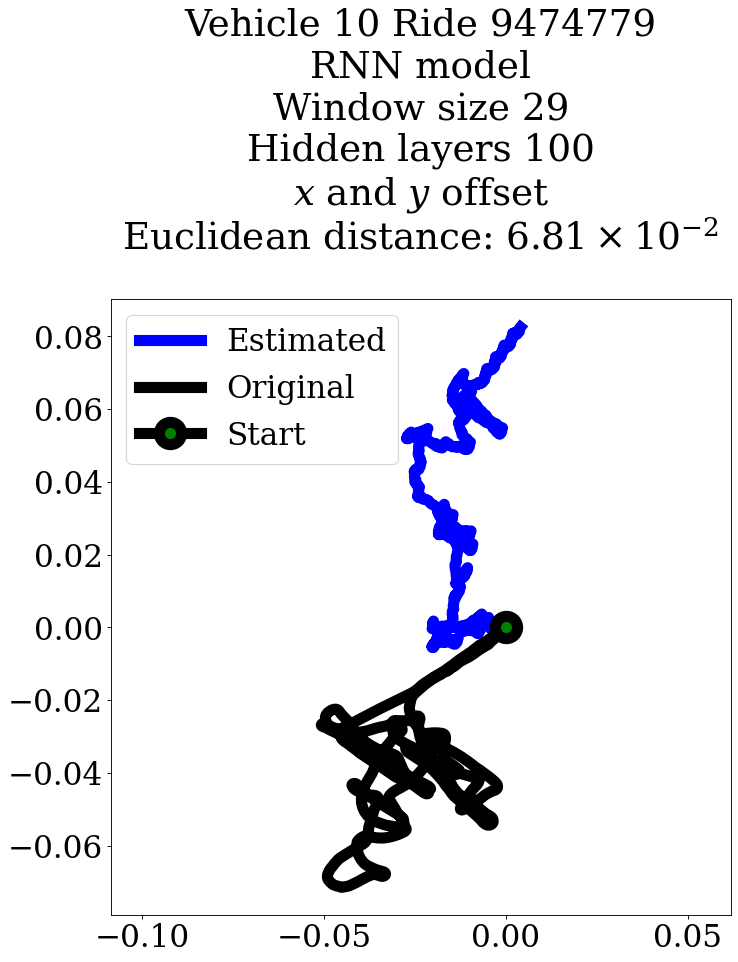 Vehicle 10 Ride 9474779
RNN model
Window size 29
Hidden layers 100
x and y offset
Euclidean distance: 6.81 × 10⁻²
Estimated
Original
Start
0.08
0.06
0.04
0.02
0.00
−0.02
−0.04
−0.06
−0.10
−0.05
0.00
0.05